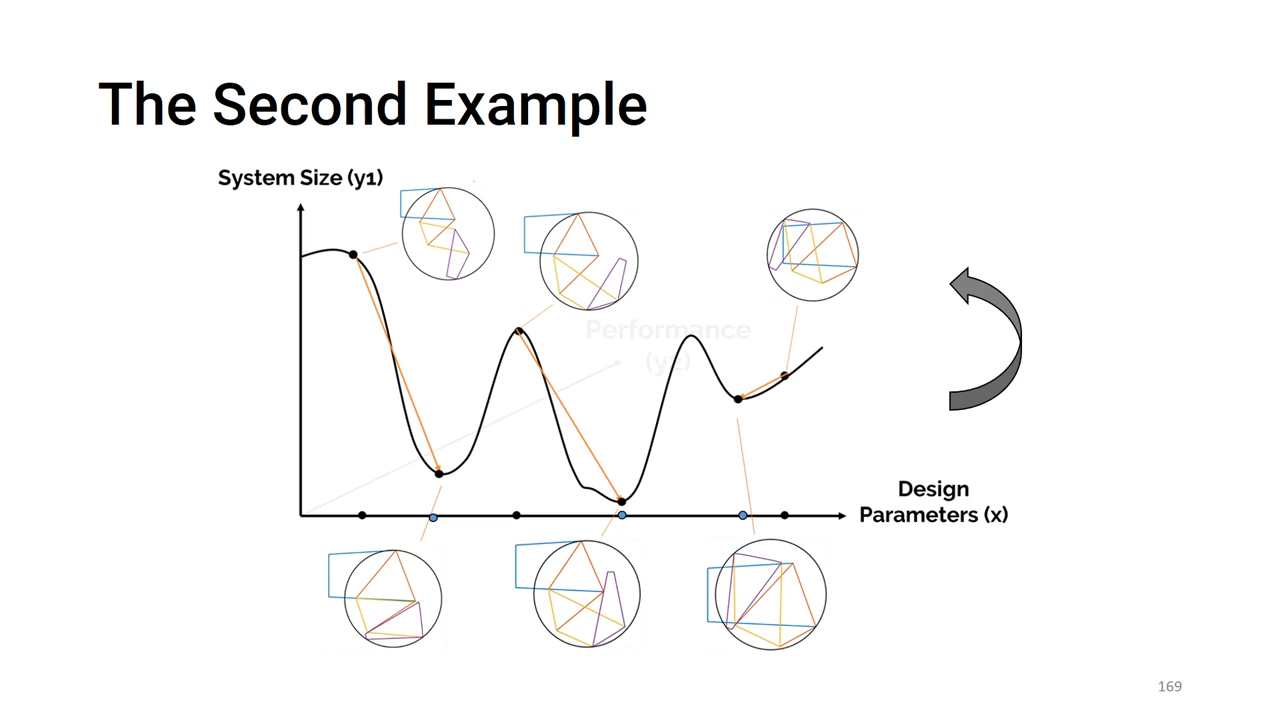 The Second Example
System Size (y1)
Performance
(y2)
Design
Parameters (x)
169